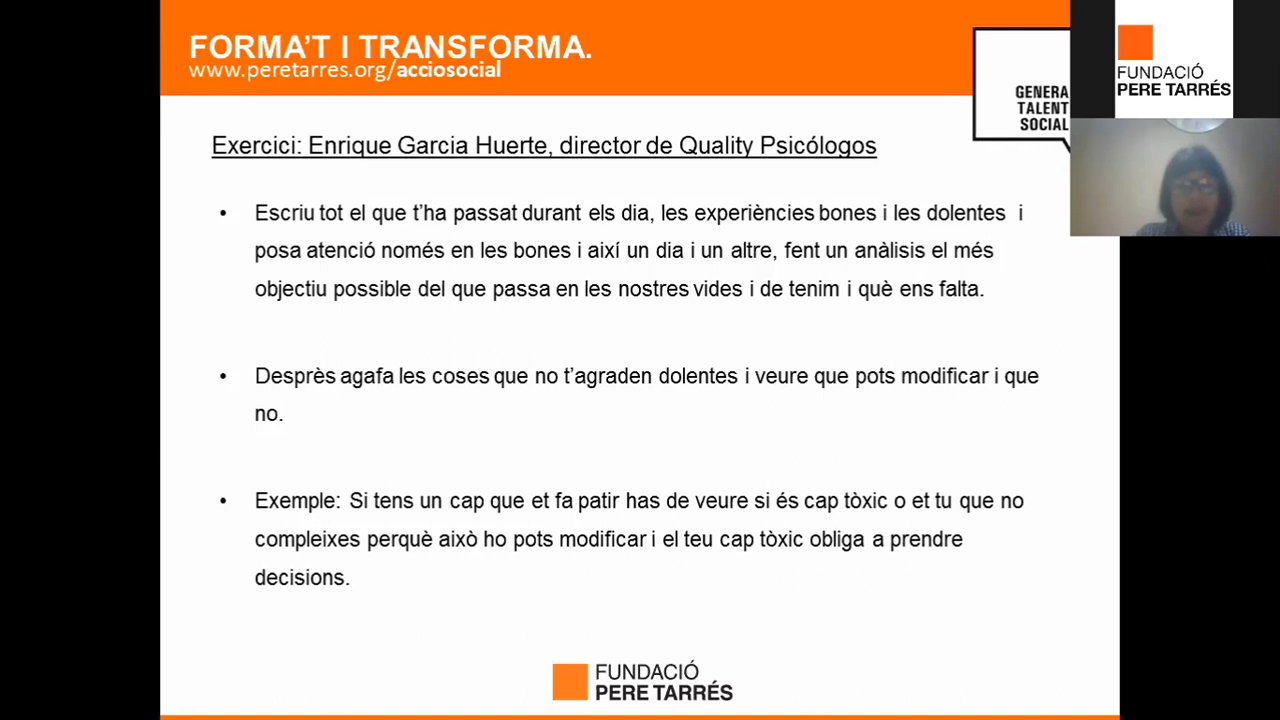 FORMA’T I TRANSFORMA.
www.peretarres.org/acciosocial
GENERA
TALENT
SOCIAL
FUNDACIÓ
PERE TARRÉS
Exercici: Enrique Garcia Huerte, director de Quality Psicólogos
• Escriu tot el que t’ha passat durant els dia, les experiències bones i les dolentes i
posa atenció només en les bones i així un dia i un altre, fent un anàlisis el més
objectiu possible del que passa en les nostres vides i de tenim i què ens falta.
• Desprès agafa les coses que no t’agraden dolentes i veure que pots modificar i que
no.
• Exemple: Si tens un cap que et fa patir has de veure si és cap tòxic o et tu que no
compleixes perquè això ho pots modificar i el teu cap tòxic obliga a prendre
decisions.
FUNDACIÓ
PERE TARRÉS